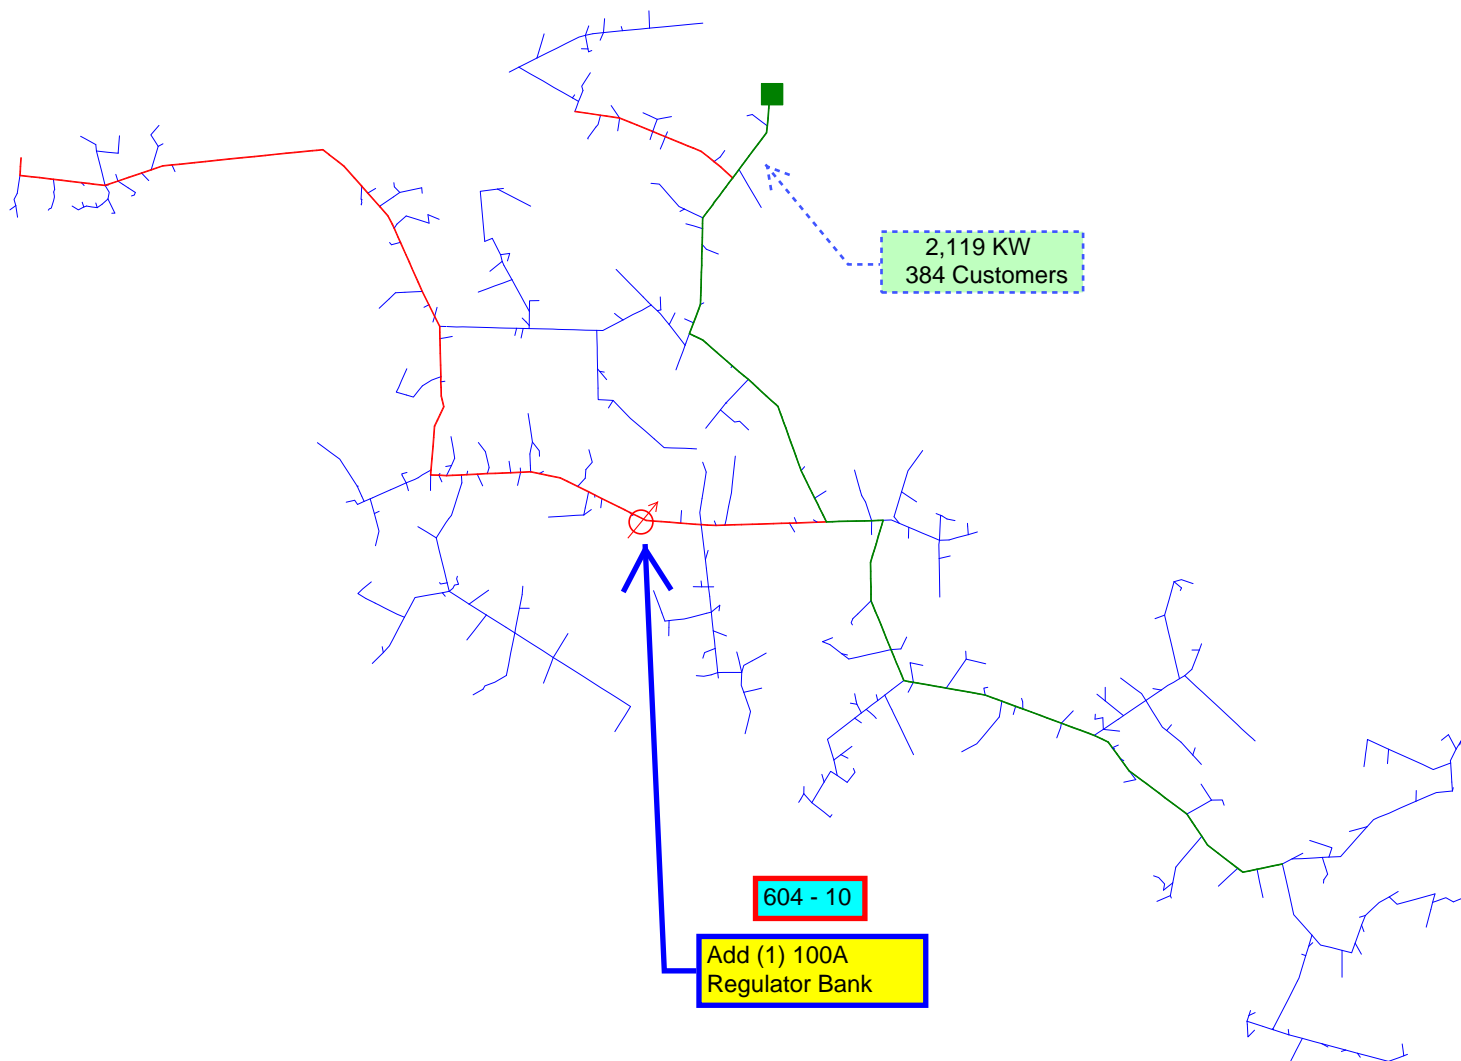 2,119 KW
384 Customers
604 - 10
Add (1) 100A
Regulator Bank